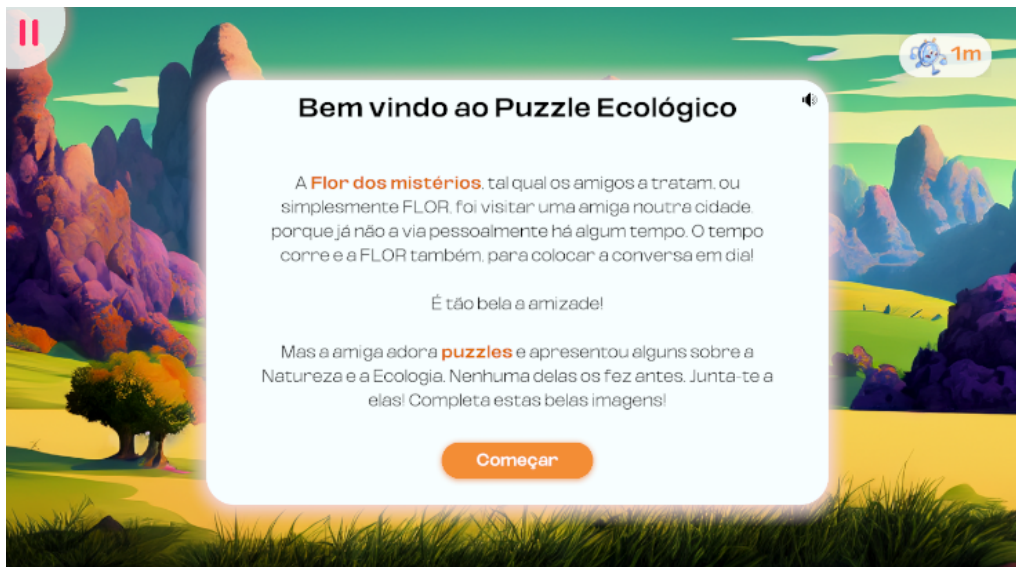 1m
Bem vindo ao Puzzle Ecológico
A Flor dos mistérios, tal qual os amigos a tratam, ou
simplesmente FLOR, foi visitar uma amiga noutra cidade,
porque já não a via pessoalmente há algum tempo. O tempo
corre e a FLOR também, para colocar a conversa em dia!
É tão bela a amizade!
Mas a amiga adora puzzles e apresentou alguns sobre a
Natureza e a Ecologia. Nenhuma delas os fez antes. Junta-te a
elas! Completa estas belas imagens!
Começar